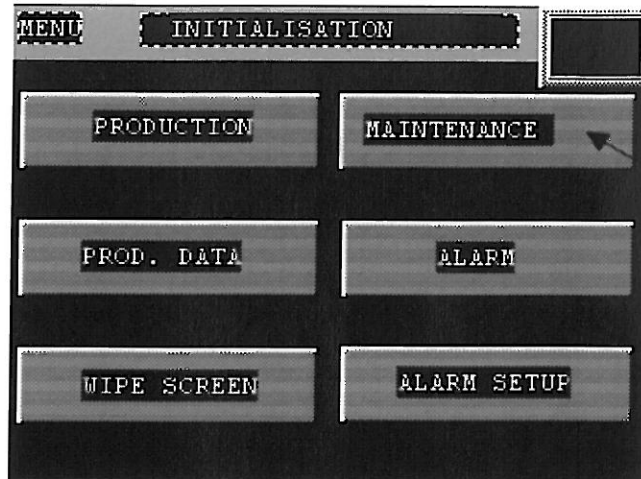 MENU INITIALISATION
PRODUCTION MAINTENANCE
PROD. DATA ALARM
WIPE SCREEN ALARM SETUP